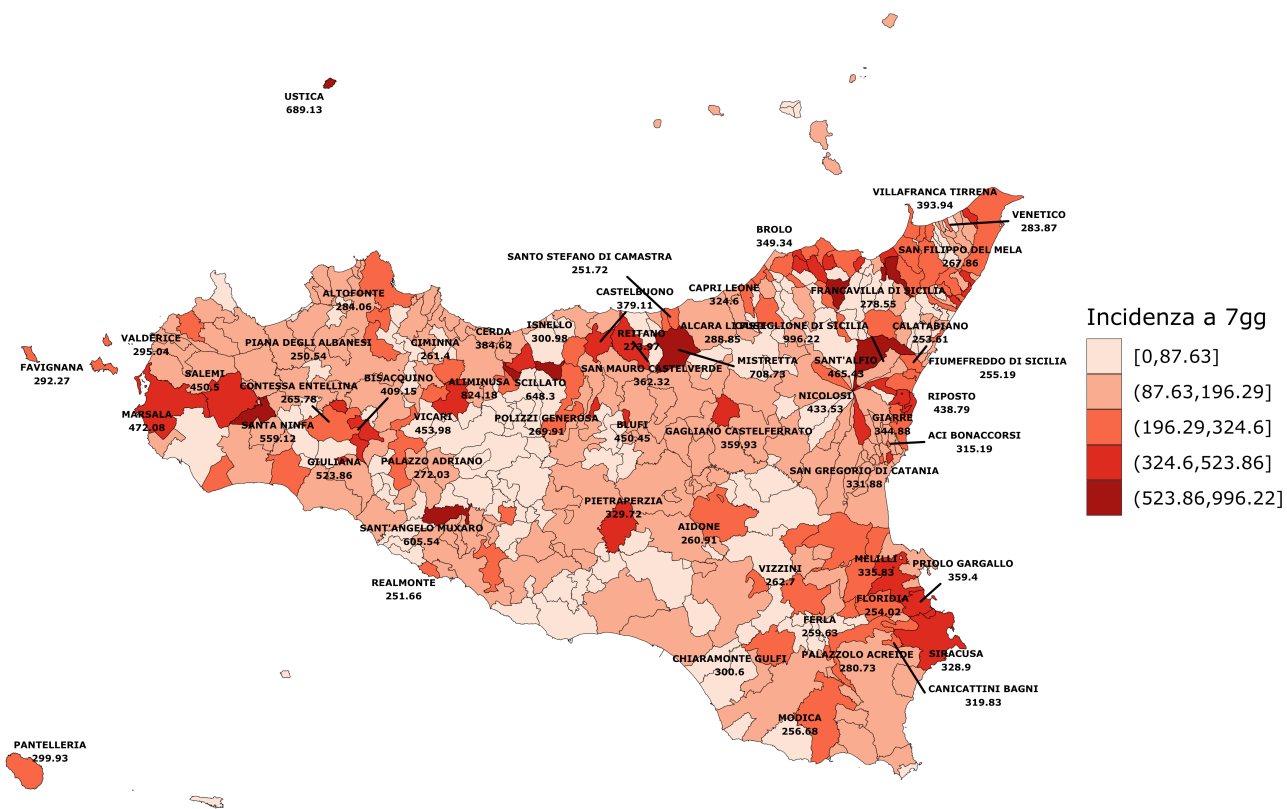 USTICA
689.13
VILLAFRANCA TIRRENA
393.94
VENETICO
283.87
BROLO
349.34
SAN FILIPPO DEL MELA
267.86
SANTO STEFANO DI CAMASTRA
251.72
CASTELBUONO
379.11
CAPRI LEONE
324.6
FRANCAVILLA DI SICILIA
278.55
ALTOFONTE
284.06
ISNELLO
300.98
CERDA
384.62
REITANO
273.97
ALCARA LI FUSI
288.85
CASTIGLIONE DI SICILIA
996.22
CALATABIANO
253.61
VALDERICE
295.04
PIANA DEGLI ALBANESI
250.54
CIMINNA
261.4
MISTRETTA
708.73
SANT'ALFIO
465.43
FIUMEFREDDO DI SICILIA
255.19
FAVIGNANA
292.27
SALEMI
450.5
CONTESSA ENTELLINA
265.78
BISACQUINO
409.15
ALIMINUSA
824.18
SCILLATO
648.3
SAN MAURO CASTELVERDE
362.32
NICOLOSI
433.53
RIPOSTO
438.79
MARSALA
472.08
SANTA NINFA
559.12
VICARI
453.98
POLIZZI GENEROSA
269.91
BLUFI
450.45
GAGLIANO CASTELFERRATO
359.93
GIARRE
344.88
ACI BONACCORSI
315.19
GIULIANA
523.86
PALAZZO ADRIANO
272.03
SAN GREGORIO DI CATANIA
331.88
PIETRAPERZIA
329.72
SANT'ANGELO MUXARO
605.54
AIDONE
260.91
REALMONTE
251.66
VIZZINI
262.7
MELILLI
335.83
PRIOLO GARGALLO
359.4
FLORIDIA
254.02
FERLA
259.63
CHIARAMONTE GULFI
300.6
PALAZZOLO ACREIDE
280.73
SIRACUSA
328.9
CANICATTINI BAGNI
319.83
MODICA
256.68
PANTELLERIA
299.93
Incidenza a 7gg
[0,87.63]
(87.63,196.29]
(196.29,324.6]
(324.6,523.86]
(523.86,996.22]